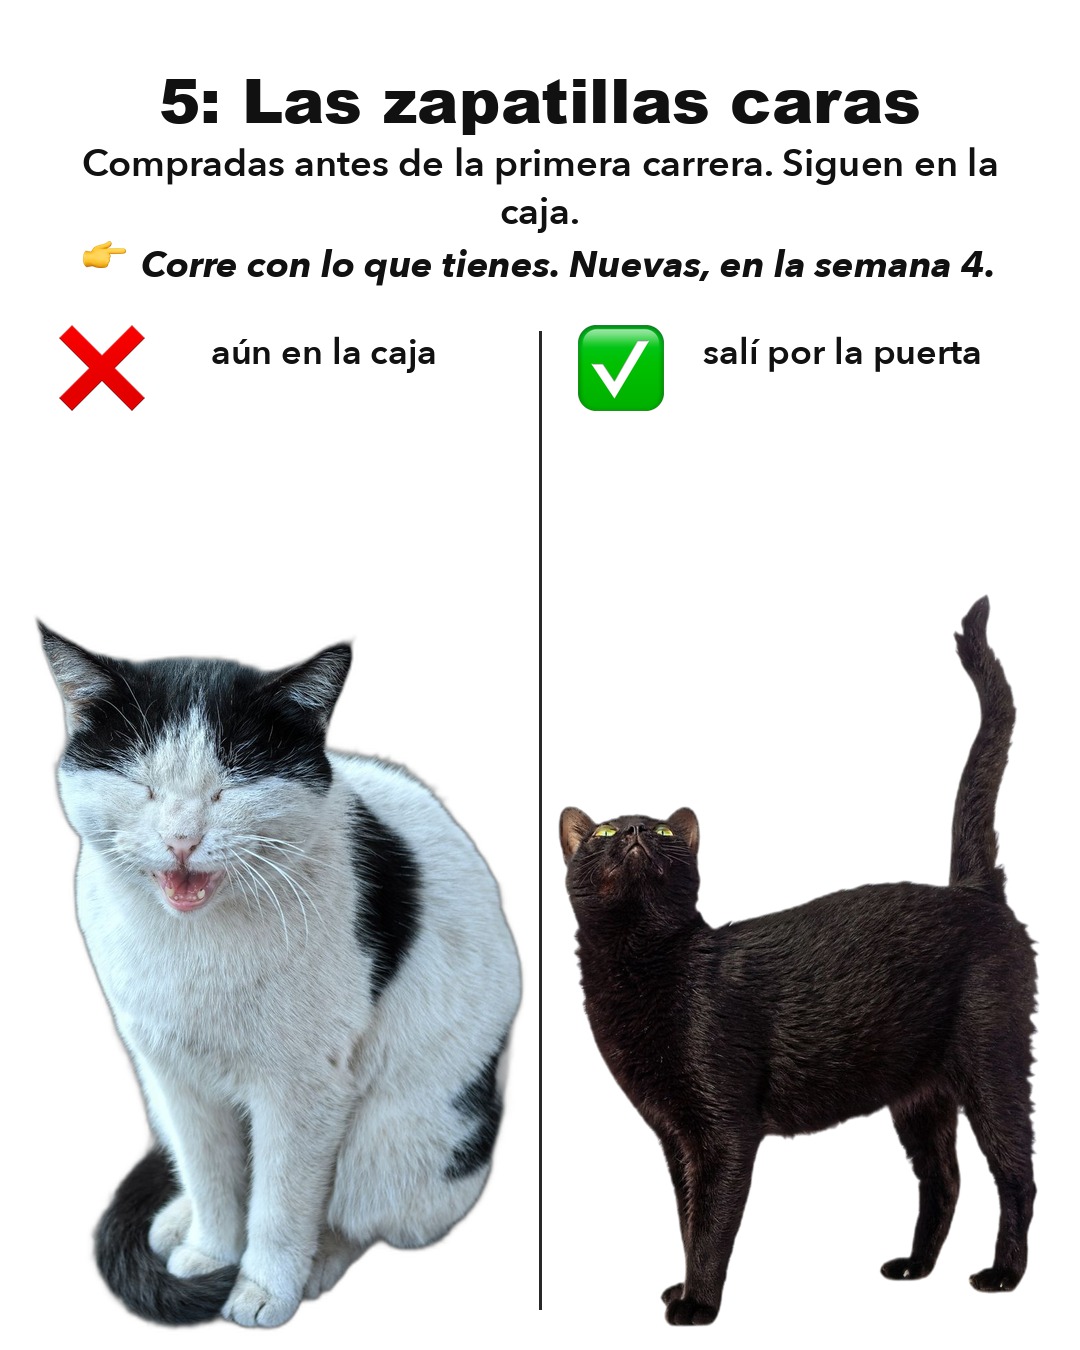 5: Las zapatillas caras
Compradas antes de la primera carrera. Siguen en la
caja.
👉 Corre con lo que tienes. Nuevas, en la semana 4.
❌ aún en la caja
✅ salí por la puerta